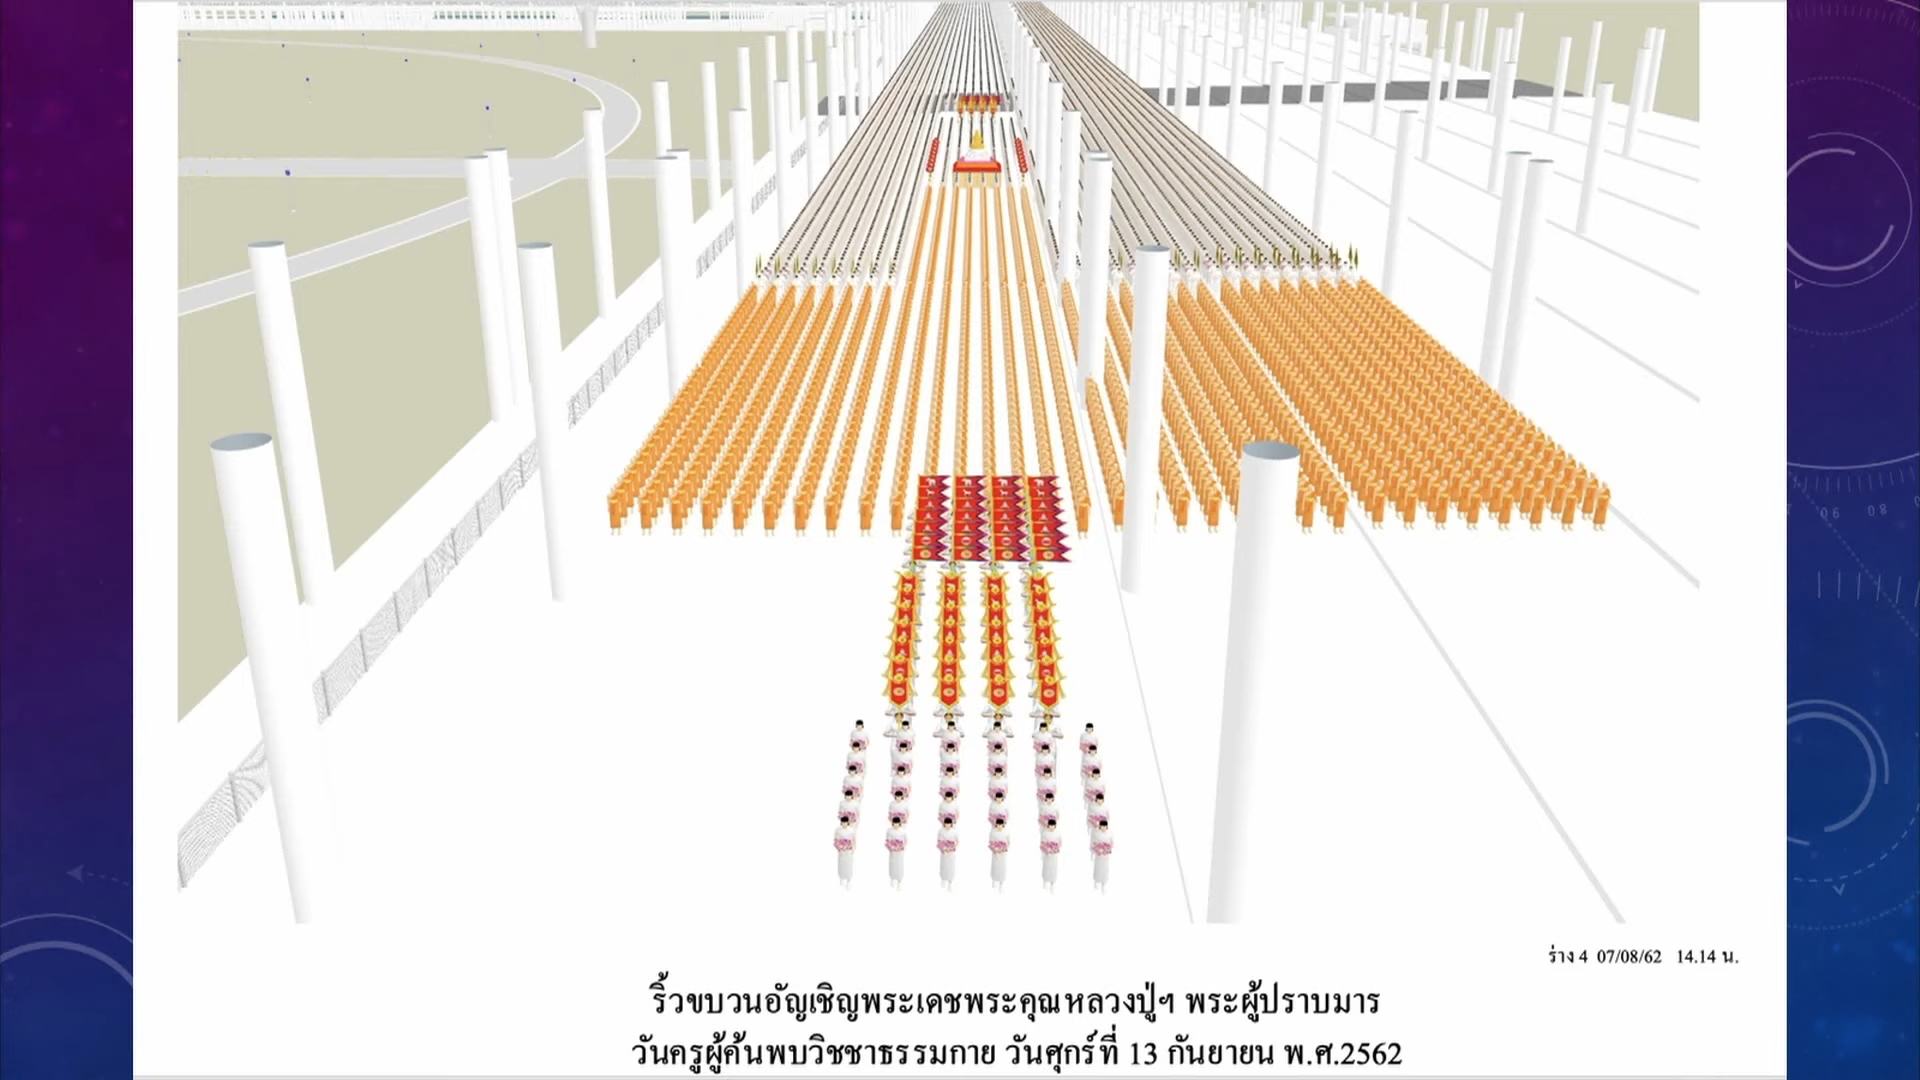 ร่าง 4 07/08/62 14.14 น.
ริ้วขบวนอัญเชิญพระเดชพระคุณหลวงปู่ฯ พระผู้ปราบมาร
วันครูผู้ค้นพบวิชชาธรรมกาย วันศุกร์ที่ 13 กันยายน พ.ศ.2562